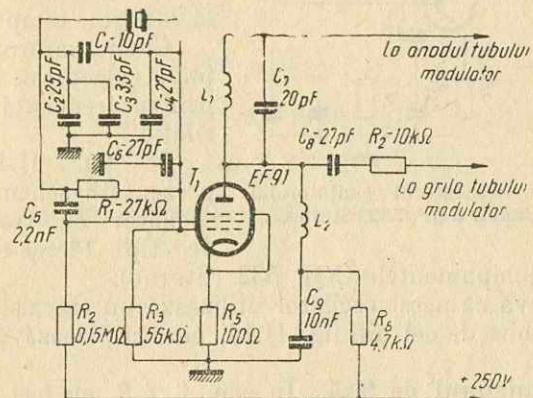 C₁-10pF
C₂-25pF
C₃-33pF
C₄-27pF
C₆-27pF
R₁-27kΩ
C₅
2,2nF
T₁
EF91
L₁
C₇
20pF
La anodul tubului
modulator
C₈-27pF
R₂-10kΩ
La grila tubului
modulator
L₂
R₂
0,15MΩ
R₃
56kΩ
R₅
100Ω
C₉
10nF
R₆
4,7kΩ
+250V